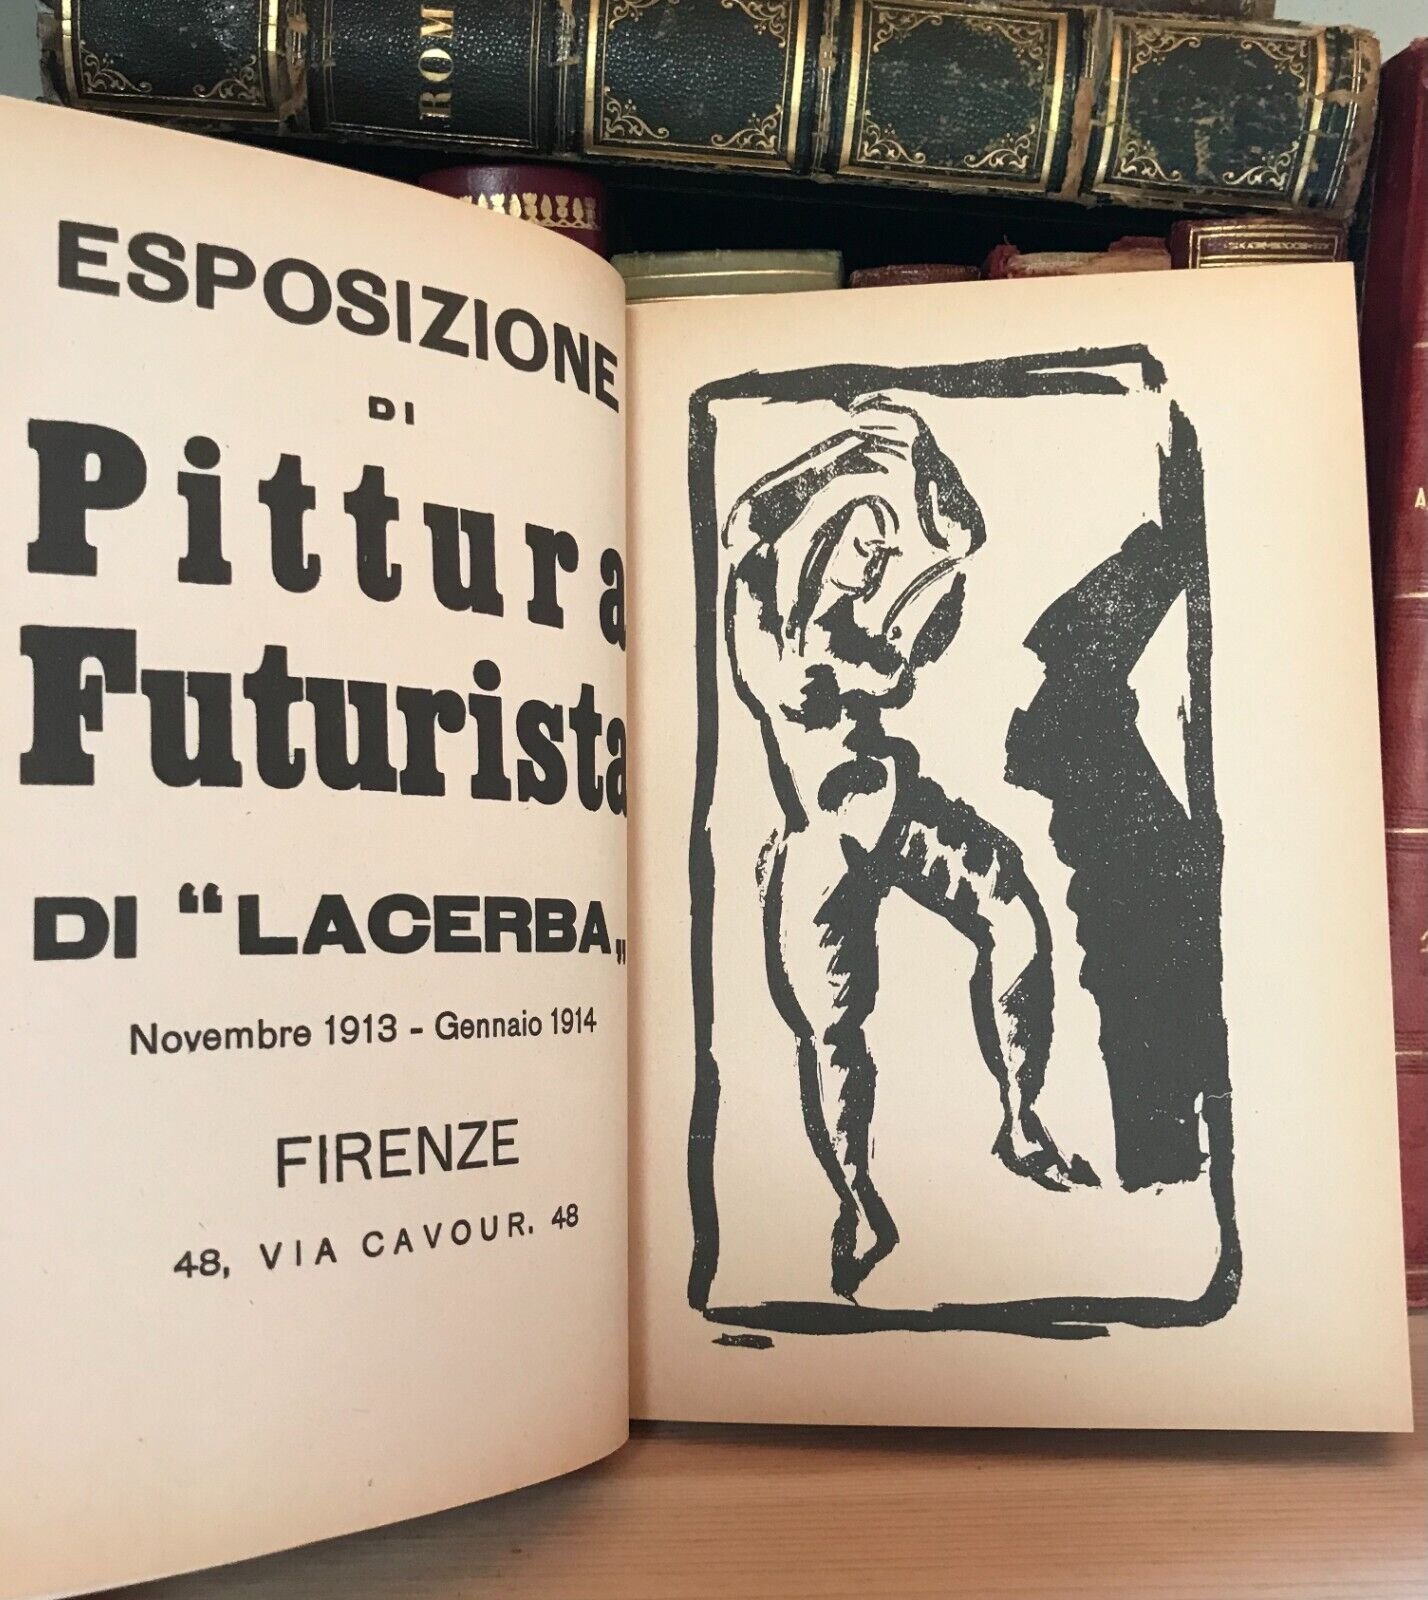 ROM
ESPOSIZIONE
DI
Pittura
Futurista
DI “LACERBA„
Novembre 1913 - Gennaio 1914
FIRENZE
48, VIA CAVOUR. 48
A